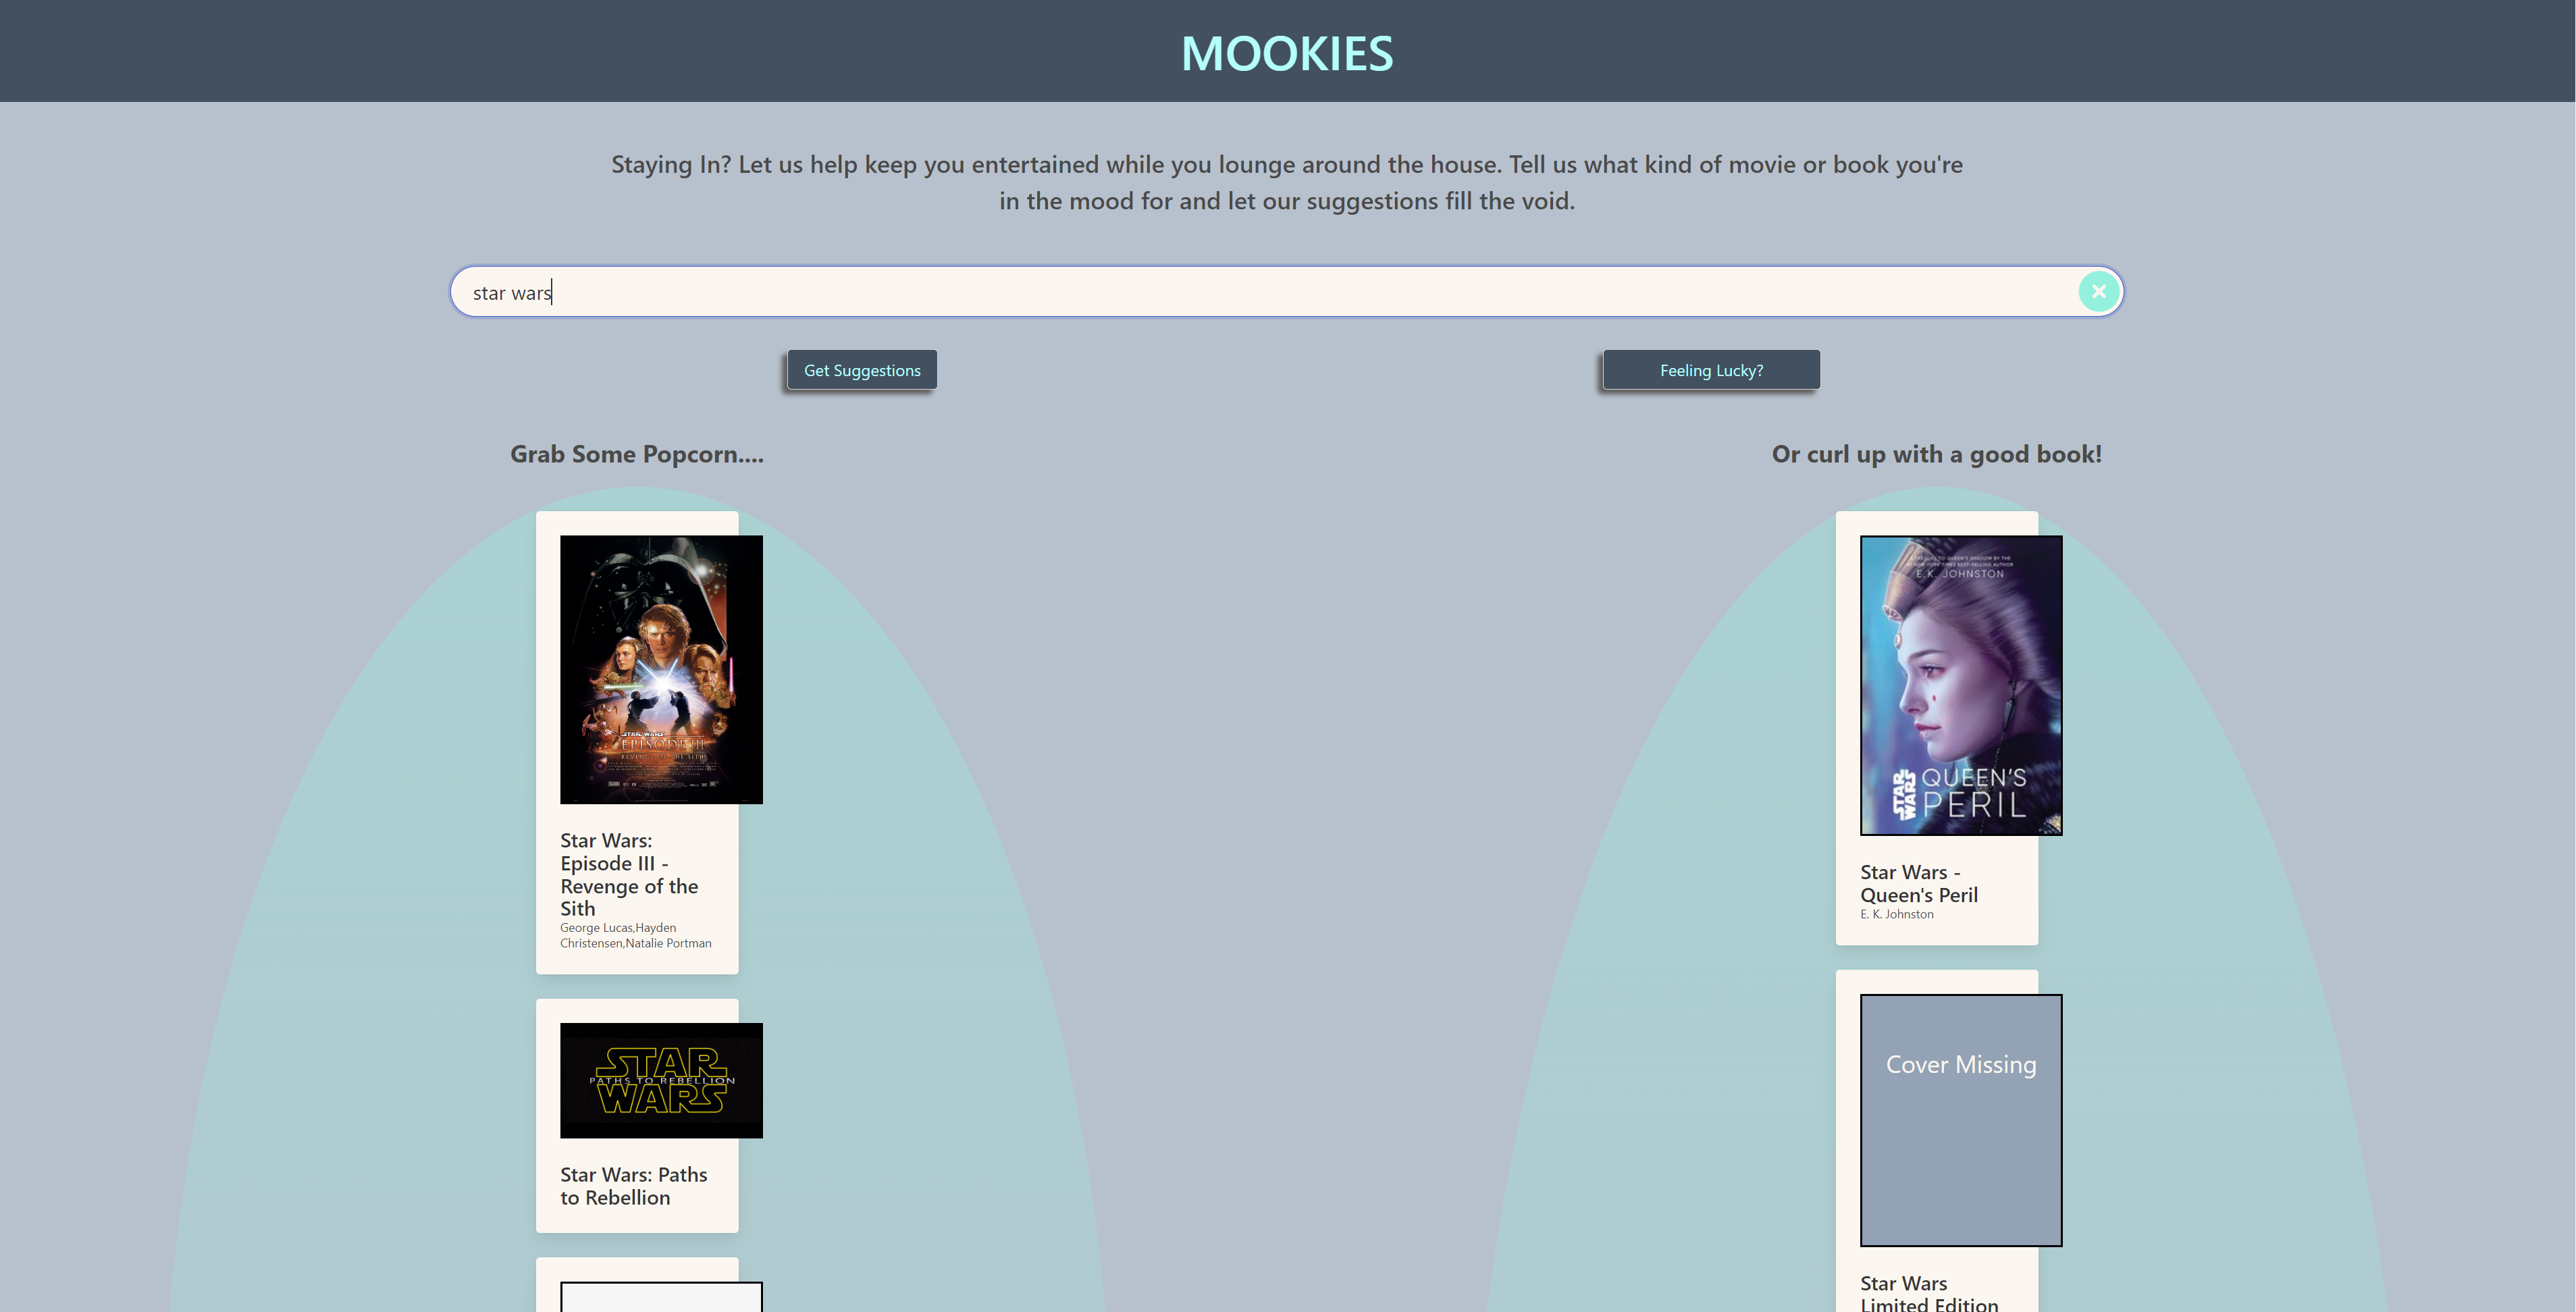 MOOKIES
Staying In? Let us help keep you entertained while you lounge around the house. Tell us what kind of movie or book you're
in the mood for and let our suggestions fill the void.
star wars
Get Suggestions
Feeling Lucky?
Grab Some Popcorn....
Or curl up with a good book!
STAR WARS
EPISODE III
REVENGE OF THE SITH
Star Wars:
Episode III -
Revenge of the
Sith
George Lucas,Hayden
Christensen,Natalie Portman
STAR
PATHS TO REBELLION
WARS
Star Wars: Paths
to Rebellion
E.K. JOHNSTON
STAR
WARS
QUEEN'S
PERIL
Star Wars -
Queen's Peril
E. K. Johnston
Cover Missing
Star Wars
Limited Edition